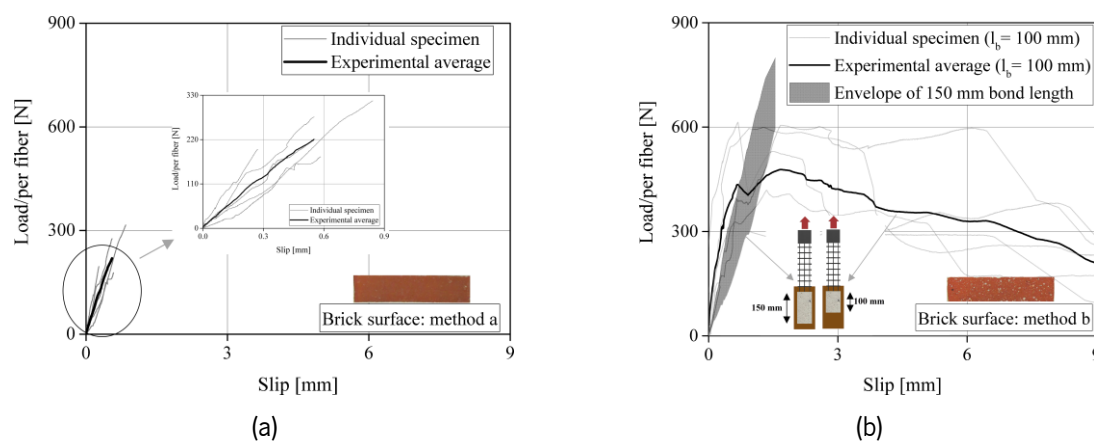 900
600
300
0
Load/per fiber [N]
Individual specimen
Experimental average
330
220
110
0
Load/per fiber [N]
Individual specimen
Experimental average
0.0 0.3 0.6 0.9
Slip [mm]
Brick surface: method a
0 3 6 9
Slip [mm]
(a)
900
600
300
0
Load/per fiber [N]
Individual specimen (l_b= 100 mm)
Experimental average (l_b= 100 mm)
Envelope of 150 mm bond length
150 mm
100 mm
Brick surface: method b
0 3 6 9
Slip [mm]
(b)